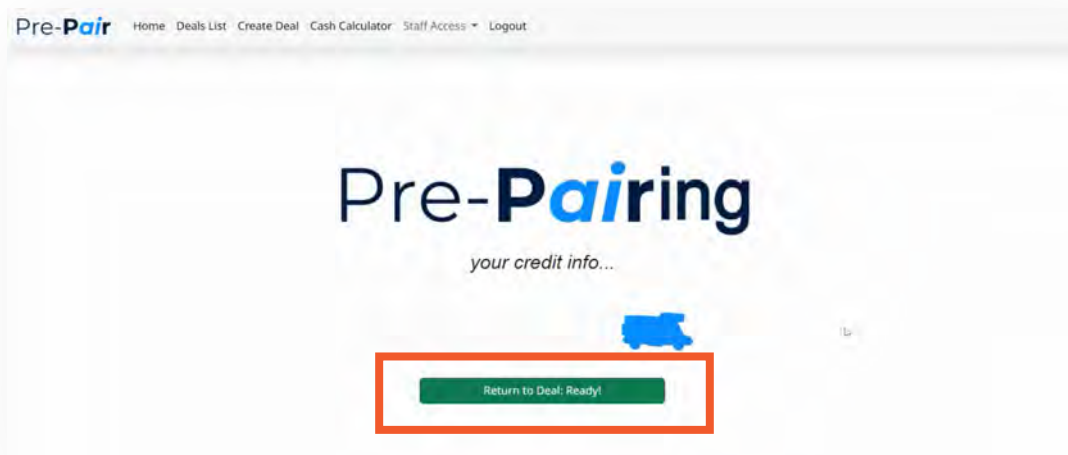 Pre-Pair Home Deals List Create Deal Cash Calculator Staff Access Logout
Pre-Pairing
your credit info...
Return to Deal: Ready!